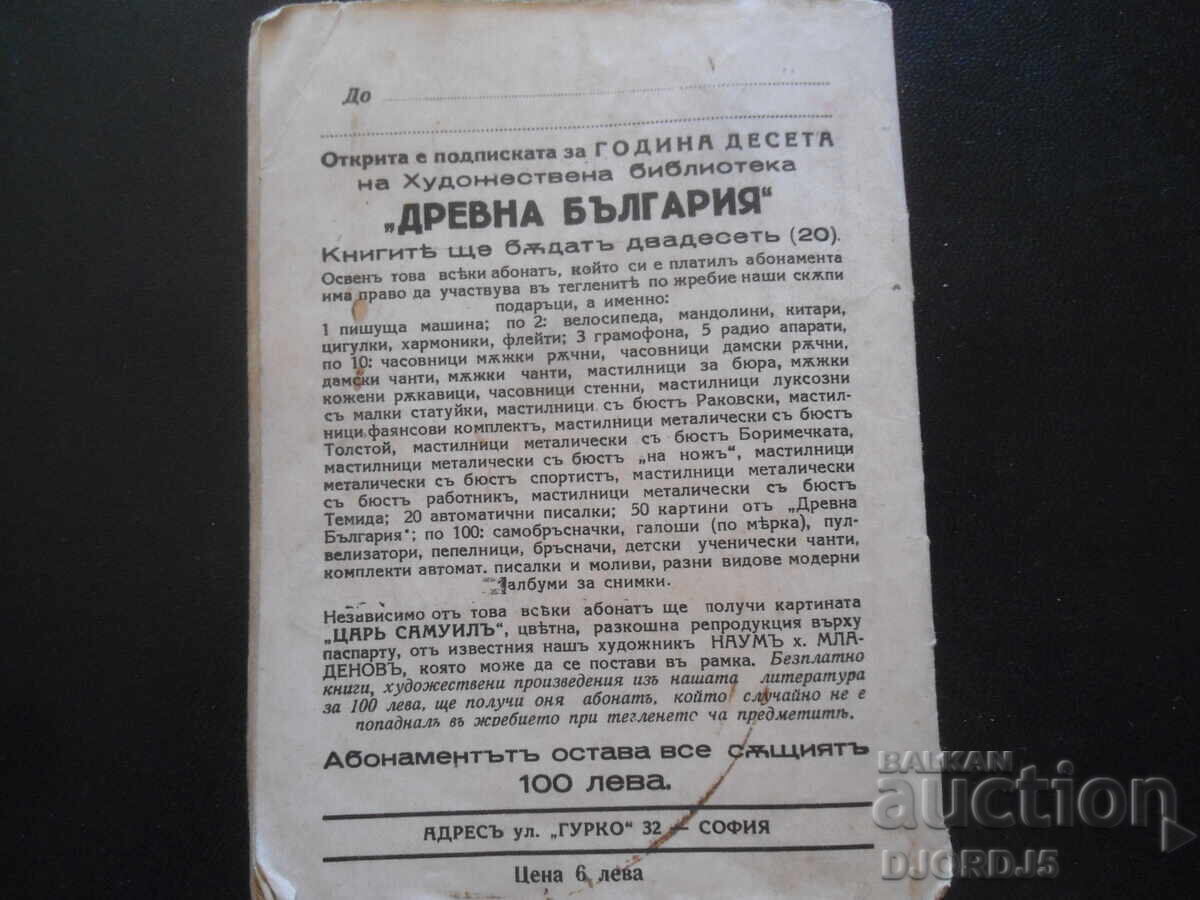 До
Открита е подписката за ГОДИНА ДЕСЕТА
на Художествена библиотека
„ДРЕВНА БЪЛГАРИЯ“
Книгитѣ ще бѫдатъ двадесеть (20).
Освенъ това всѣки абонатъ, който си е платилъ абонамента
има право да участвува въ тегленитѣ по жребие наши скѫпи
подаръци, а именно:
1 пишуща машина; по 2: велосипеда, мандолини, китари,
цигулки, хармоники, флейти; 3 грамофона, 5 радио апарати,
по 10: часовници мѫжки рѫчни, часовници дамски рѫчни,
дамски чанти, мѫжки чанти, мастилници за бюра, мѫжки
кожени рѫкавици, часовници стенни, мастилници луксозни
съ малки статуйки, мастилници съ бюстъ Раковски, мастил-
ници фаянсови комплектъ, мастилници металически съ бюстъ
Толстой, мастилници металически съ бюстъ Боримечката,
мастилници металически съ бюстъ „на ножъ“, мастилници
металически съ бюстъ спортистъ, мастилници металически
съ бюстъ работникъ, мастилници металически съ бюстъ
Темида; 20 автоматични писалки; 50 картини отъ „Древна
България“; по 100: самобръсначки, галоши (по мѣрка), пул-
велизатори, пепелници, бръсначи, детски ученически чанти,
комплекти автомат. писалки и моливи, разни видове модерни
албуми за снимки.
Независимо отъ това всѣки абонатъ ще получи картината
„ЦАРЬ САМУИЛЪ“, цвѣтна, разкошна репродукция върху
паспарту, отъ известния нашъ художникъ НАУМЪ х. МЛА-
ДЕНОВЪ, която може да се постави въ рамка. Безплатно
книги, художествени произведения изъ нашата литература
за 100 лева, ще получи оня абонатъ, който случайно не е
попадналъ въ жребието при тегленето ча предметитѣ.
Абонаментътъ остава все сѫщиятъ
100 лева.
АДРЕСЪ ул. „ГУРКО“ 32 — СОФИЯ
Цена 6 лева
BALKAN
auction
DJORDJ5